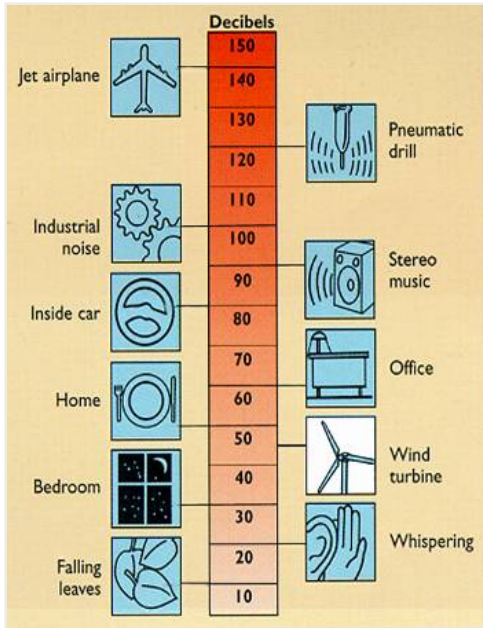 Decibels
150
Jet airplane
140
130
Pneumatic
drill
120
110
Industrial
noise
100
Stereo
music
90
Inside car
80
70
Office
Home
60
50
Wind
turbine
Bedroom
40
30
Whispering
20
Falling
leaves
10